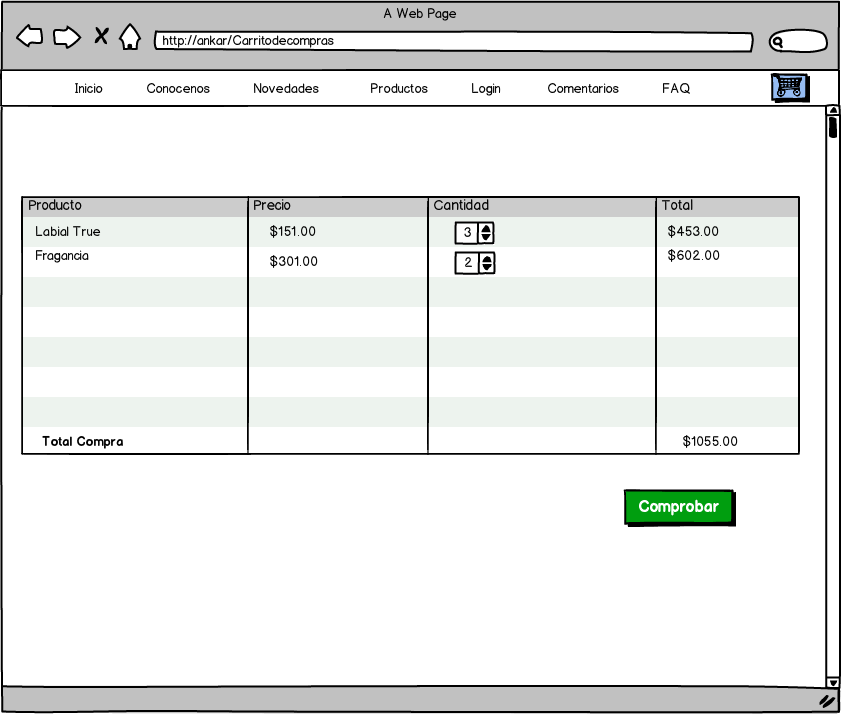 A Web Page
http://ankar/Carritodecompras
Inicio Conocenos Novedades Productos Login Comentarios FAQ
Producto Precio Cantidad Total
Labial True $151.00 3 $453.00
Fragancia $301.00 2 $602.00
Total Compra $1055.00
Comprobar